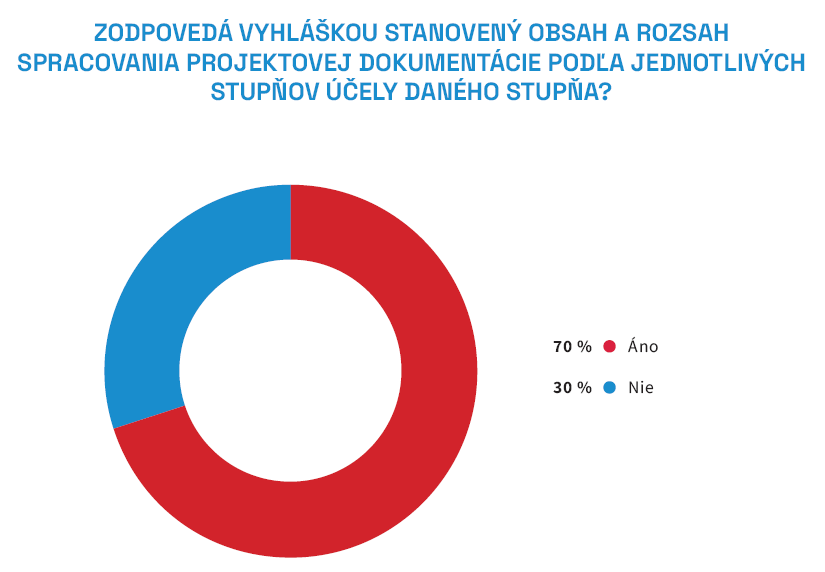 ZODPOVEDÁ VYHLÁŠKOU STANOVENÝ OBSAH A ROZSAH
SPRACOVANIA PROJEKTOVEJ DOKUMENTÁCIE PODĽA JEDNOTLIVÝCH
STUPŇOV ÚČELY DANÉHO STUPŇA?
70 % Áno
30 % Nie